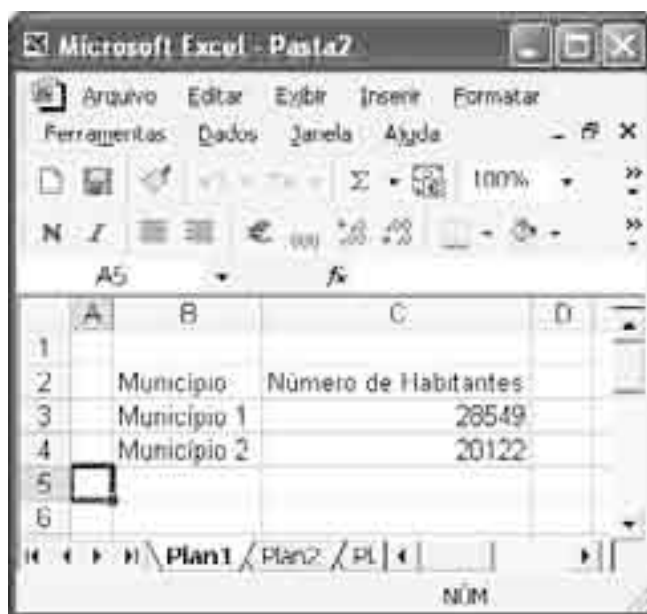 Microsoft Excel - Pasta2
Arquivo Editar Exibir Inserir Formatar
Ferramentas Dados Janela Ajuda
Σ 100%
N I € 000
A5 fx
A B C D
1
2 Município Número de Habitantes
3 Município 1 28549
4 Município 2 20122
5
6
Plan1 Plan2 Pl
NÚM